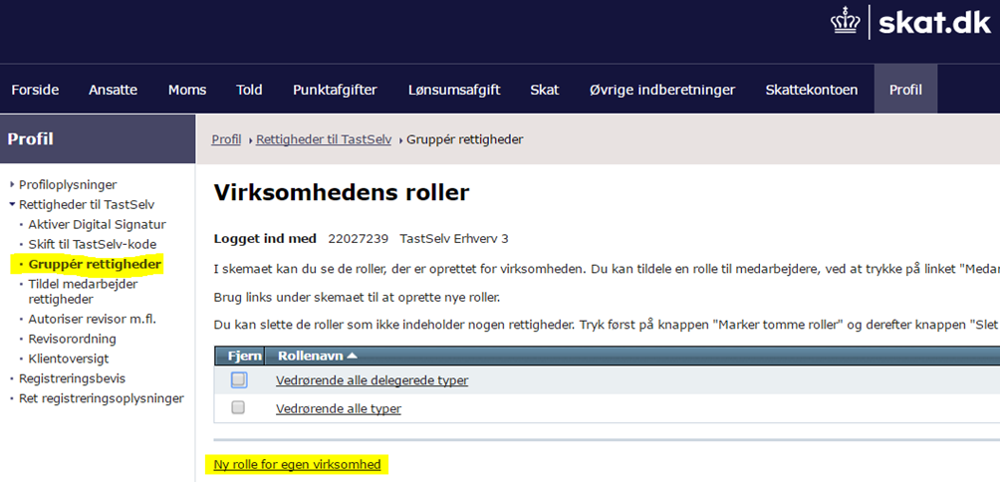 skat.dk
Forside Ansatte Moms Told Punktafgifter Lønsumsafgift Skat Øvrige indberetninger Skattekontoen Profil
Profil
Profil Rettigheder til TastSelv Gruppér rettigheder
Profiloplysninger
Rettigheder til TastSelv
Aktiver Digital Signatur
Skift til TastSelv-kode
Gruppér rettigheder
Tildel medarbejder
rettigheder
Autoriser revisor m.fl.
Revisorordning
Klientoversigt
Registreringsbevis
Ret registreringsoplysninger
Virksomhedens roller
Logget ind med 22027239 TastSelv Erhverv 3
I skemaet kan du se de roller, der er oprettet for virksomheden. Du kan tildele en rolle til medarbejdere, ved at trykke på linket "Medar
Brug links under skemaet til at oprette nye roller.
Du kan slette de roller som ikke indeholder nogen rettigheder. Tryk først på knappen "Marker tomme roller" og derefter knappen "Slet
Fjern Rollenavn
Vedrørende alle delegerede typer
Vedrørende alle typer
Ny rolle for egen virksomhed